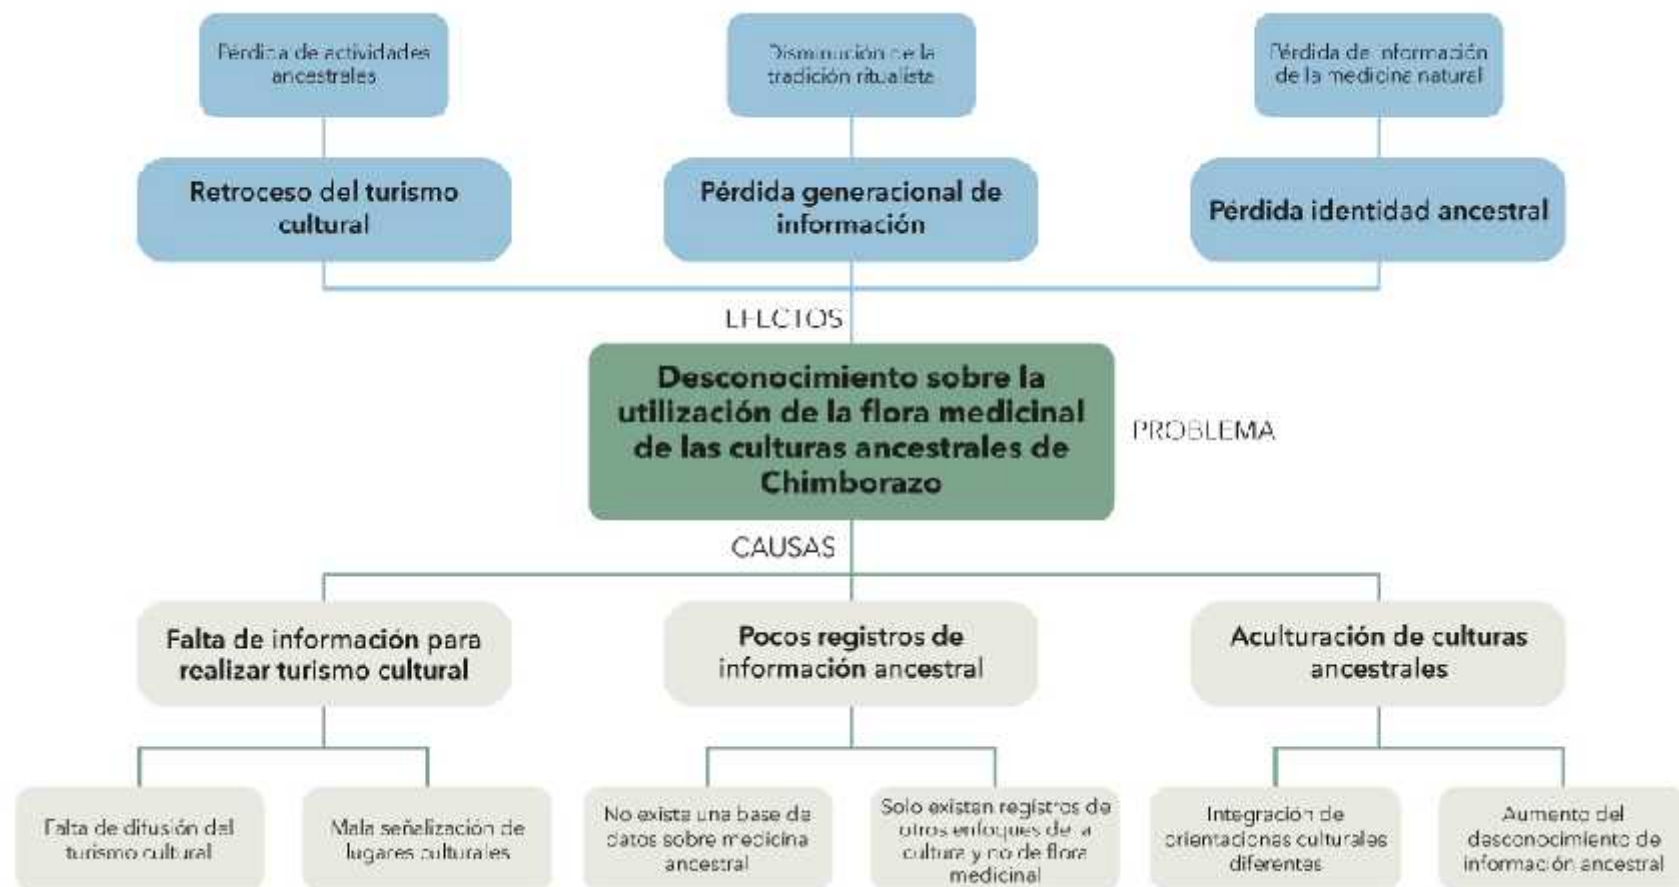 Pérdida de actividades
ancestrales
Disminución de la
tradición ritualista
Pérdida de información
de la medicina natural
Retroceso del turismo
cultural
Pérdida generacional de
información
Pérdida identidad ancestral
EFECTOS
Desconocimiento sobre la
utilización de la flora medicinal
de las culturas ancestrales de
Chimborazo
PROBLEMA
CAUSAS
Falta de información para
realizar turismo cultural
Pocos registros de
información ancestral
Aculturación de culturas
ancestrales
Falta de difusión del
turismo cultural
Mala señalización de
lugares culturales
No existe una base de
datos sobre medicina
ancestral
Solo existen registros de
otros enfoques de la
cultura y no de flora
medicinal
Integración de
orientaciones culturales
diferentes
Aumento del
desconocimiento de
información ancestral